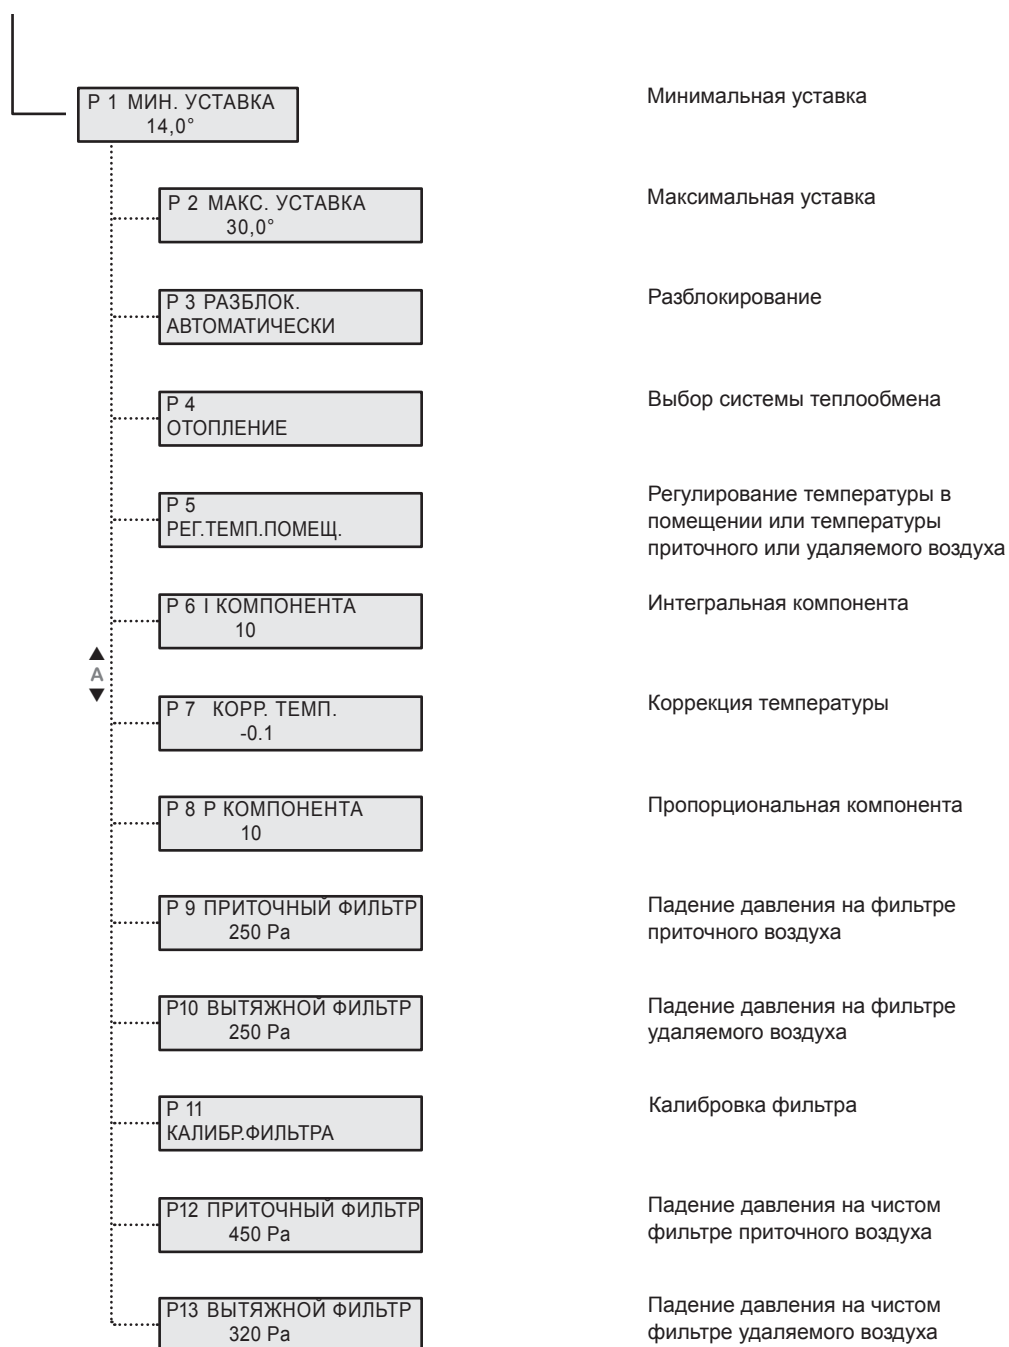 P 1 МИН. УСТАВКА
14,0°
Минимальная уставка
P 2 МАКС. УСТАВКА
30,0°
Максимальная уставка
P 3 РАЗБЛОК.
АВТОМАТИЧЕСКИ
Разблокирование
P 4
ОТОПЛЕНИЕ
Выбор системы теплообмена
P 5
РЕГ.ТЕМП.ПОМЕЩ.
Регулирование температуры в
помещении или температуры
приточного или удаляемого воздуха
P 6 I КОМПОНЕНТА
10
Интегральная компонента
A
P 7 КОРР. ТЕМП.
-0.1
Коррекция температуры
P 8 P КОМПОНЕНТА
10
Пропорциональная компонента
P 9 ПРИТОЧНЫЙ ФИЛЬТР
250 Pa
Падение давления на фильтре
приточного воздуха
P10 ВЫТЯЖНОЙ ФИЛЬТР
250 Pa
Падение давления на фильтре
удаляемого воздуха
P 11
КАЛИБР.ФИЛЬТРА
Калибровка фильтра
P12 ПРИТОЧНЫЙ ФИЛЬТР
450 Pa
Падение давления на чистом
фильтре приточного воздуха
P13 ВЫТЯЖНОЙ ФИЛЬТР
320 Pa
Падение давления на чистом
фильтре удаляемого воздуха